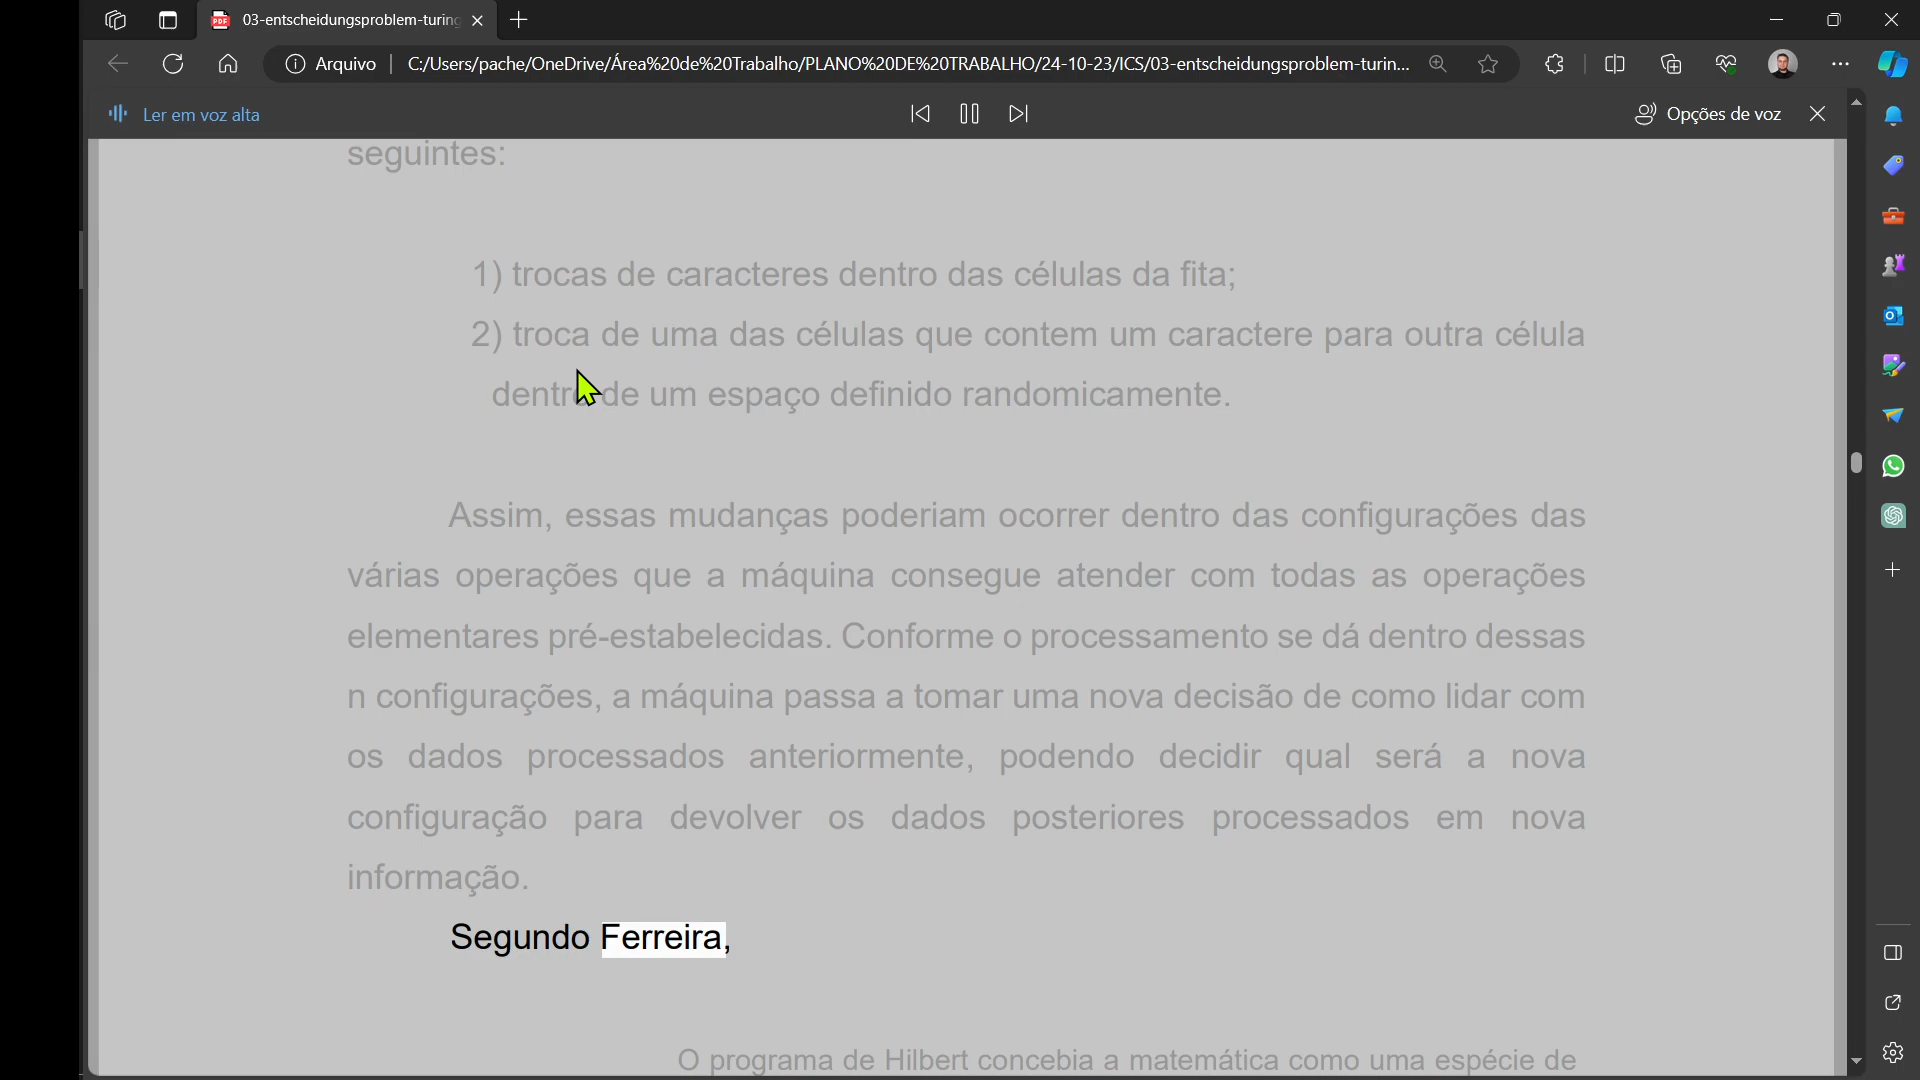 03-entscheidungsproblem-turing
Arquivo
C:/Users/pache/OneDrive/Área%20de%20Trabalho/PLANO%20DE%20TRABALHO/24-10-23/ICS/03-entscheidungsproblem-turin...
Ler em voz alta
Opções de voz
seguintes:
1) trocas de caracteres dentro das células da fita;
2) troca de uma das células que contem um caractere para outra célula
dentro de um espaço definido randomicamente.
Assim, essas mudanças poderiam ocorrer dentro das configurações das
várias operações que a máquina consegue atender com todas as operações
elementares pré-estabelecidas. Conforme o processamento se dá dentro dessas
n configurações, a máquina passa a tomar uma nova decisão de como lidar com
os dados processados anteriormente, podendo decidir qual será a nova
configuração para devolver os dados posteriores processados em nova
informação.
Segundo Ferreira,
O programa de Hilbert concebia a matemática como uma espécie de